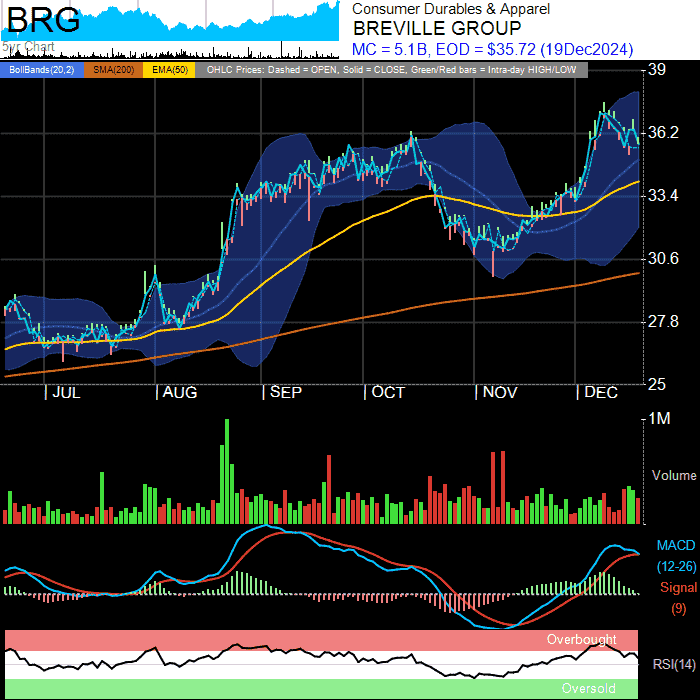 BRG
5yr Chart
Consumer Durables & Apparel
BREVILLE GROUP
MC = 5.1B, EOD = $35.72 (19Dec2024)
BollBands(20,2) SMA(200) EMA(50) OHLC Prices: Dashed = OPEN, Solid = CLOSE, Green/Red bars = Intra-day HIGH/LOW
39
36.2
33.4
30.6
27.8
25
| JUL | AUG | SEP | OCT | NOV | DEC
1M
Volume
MACD
(12-26)
Signal
(9)
Overbought
RSI(14)
Oversold